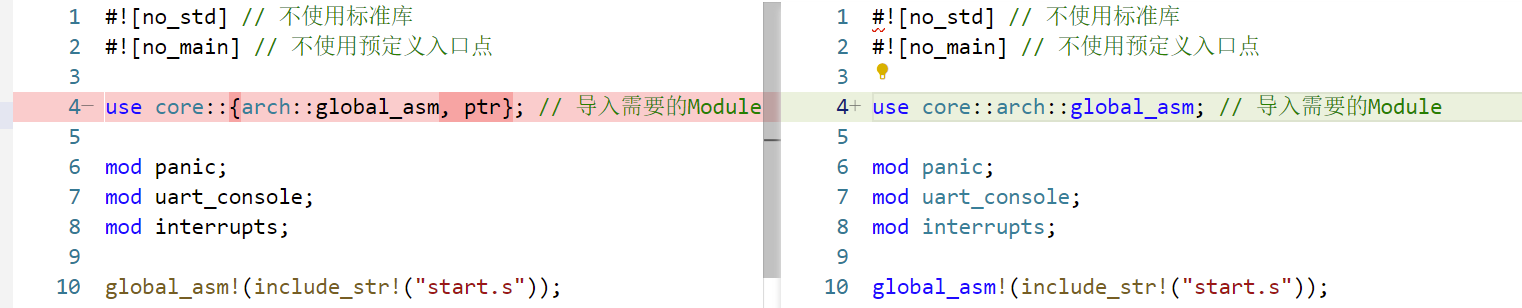 1 #![no_std] // 不使用标准库
2 #![no_main] // 不使用预定义入口点
3
4− use core::{arch::global_asm, ptr}; // 导入需要的Module
5
6 mod panic;
7 mod uart_console;
8 mod interrupts;
9
10 global_asm!(include_str!("start.s"));
1 #![no_std] // 不使用标准库
2 #![no_main] // 不使用预定义入口点
3
4+ use core::arch::global_asm; // 导入需要的Module
5
6 mod panic;
7 mod uart_console;
8 mod interrupts;
9
10 global_asm!(include_str!("start.s"));